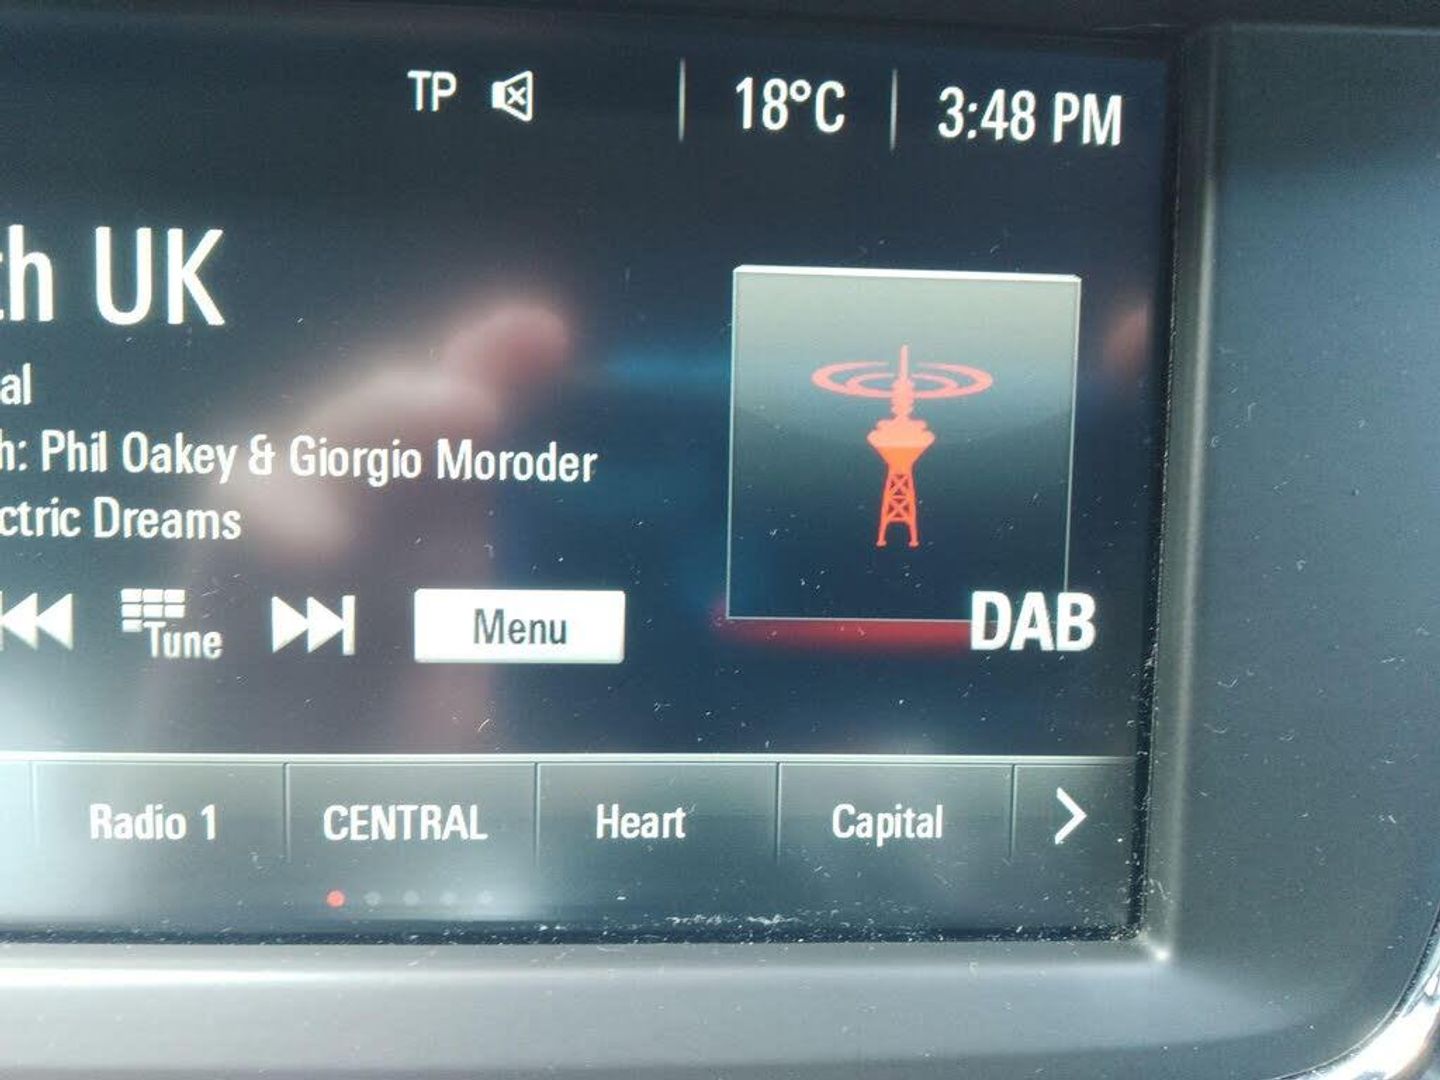 TP 18°C 3:48 PM
th UK
al
h: Phil Oakey & Giorgio Moroder
ctric Dreams
Tune Menu
DAB
Radio 1 CENTRAL Heart Capital